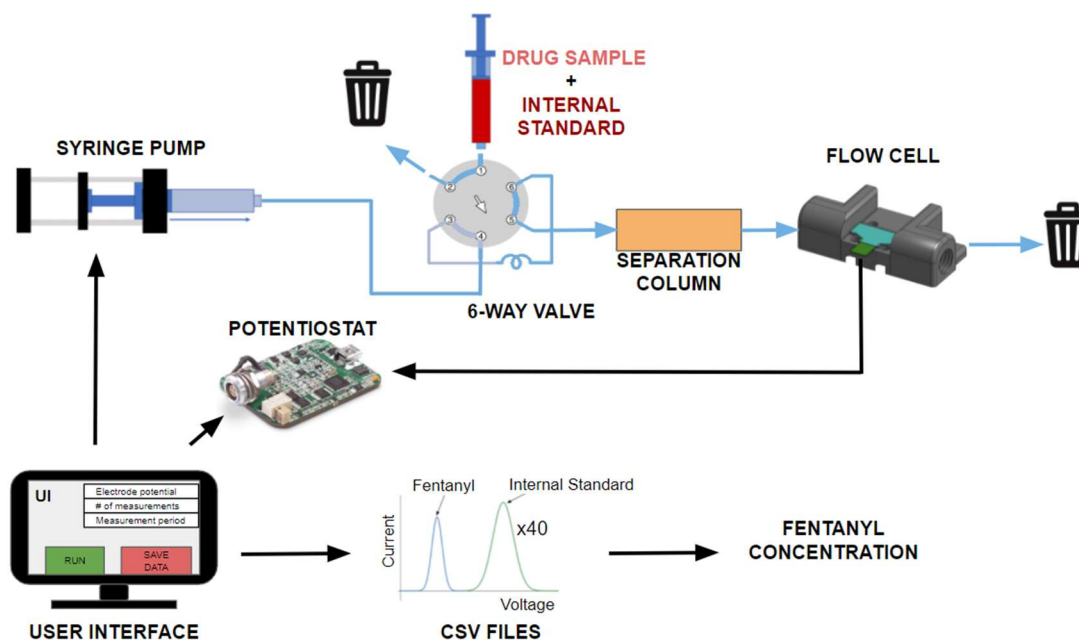 DRUG SAMPLE
+
INTERNAL
STANDARD
SYRINGE PUMP
FLOW CELL
1
2
6
3
5
4
SEPARATION
COLUMN
6-WAY VALVE
POTENTIOSTAT
UI
Electrode potential
# of measurements
Measurement period
RUN
SAVE
DATA
USER INTERFACE
Fentanyl
Internal Standard
x40
Current
Voltage
CSV FILES
FENTANYL
CONCENTRATION